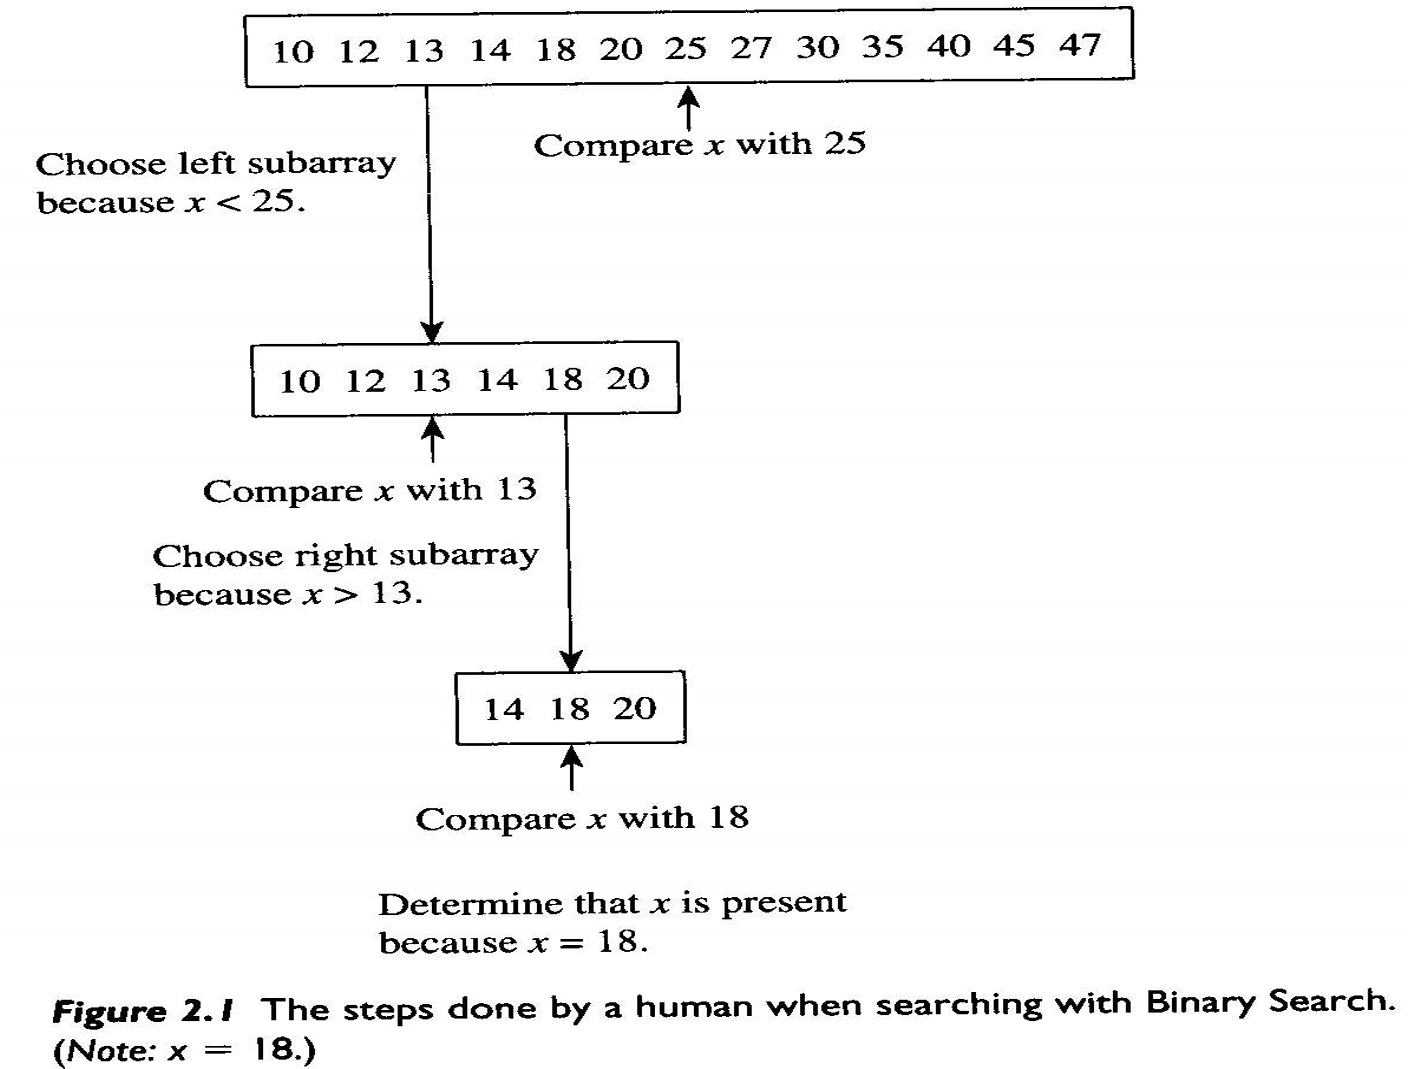 10 12 13 14 18 20 25 27 30 35 40 45 47
Compare x with 25
Choose left subarray
because x < 25.
10 12 13 14 18 20
Compare x with 13
Choose right subarray
because x > 13.
14 18 20
Compare x with 18
Determine that x is present
because x = 18.
Figure 2.1 The steps done by a human when searching with Binary Search.
(Note: x = 18.)